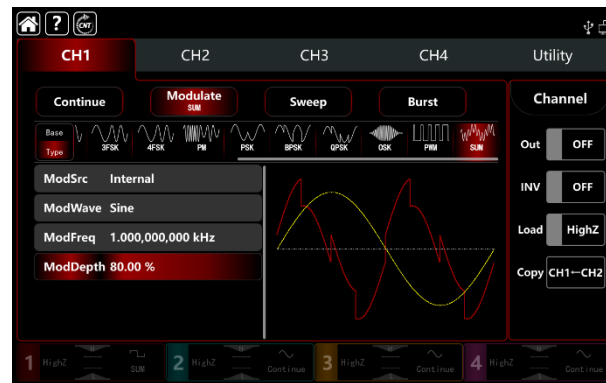 ? CNT
CH1 CH2 CH3 CH4 Utility
Continue Modulate SUM Sweep Burst Channel
Base Type 3FSK 4FSK PM PSK BPSK QPSK OSK PWM SUM
Out OFF
ModSrc Internal
INV OFF
ModWave Sine
ModFreq 1.000,000,000 kHz
Load HighZ
ModDepth 80.00 %
Copy CH1←CH2
1 HighZ SUM 2 HighZ Continue 3 HighZ Continue 4 HighZ Continue